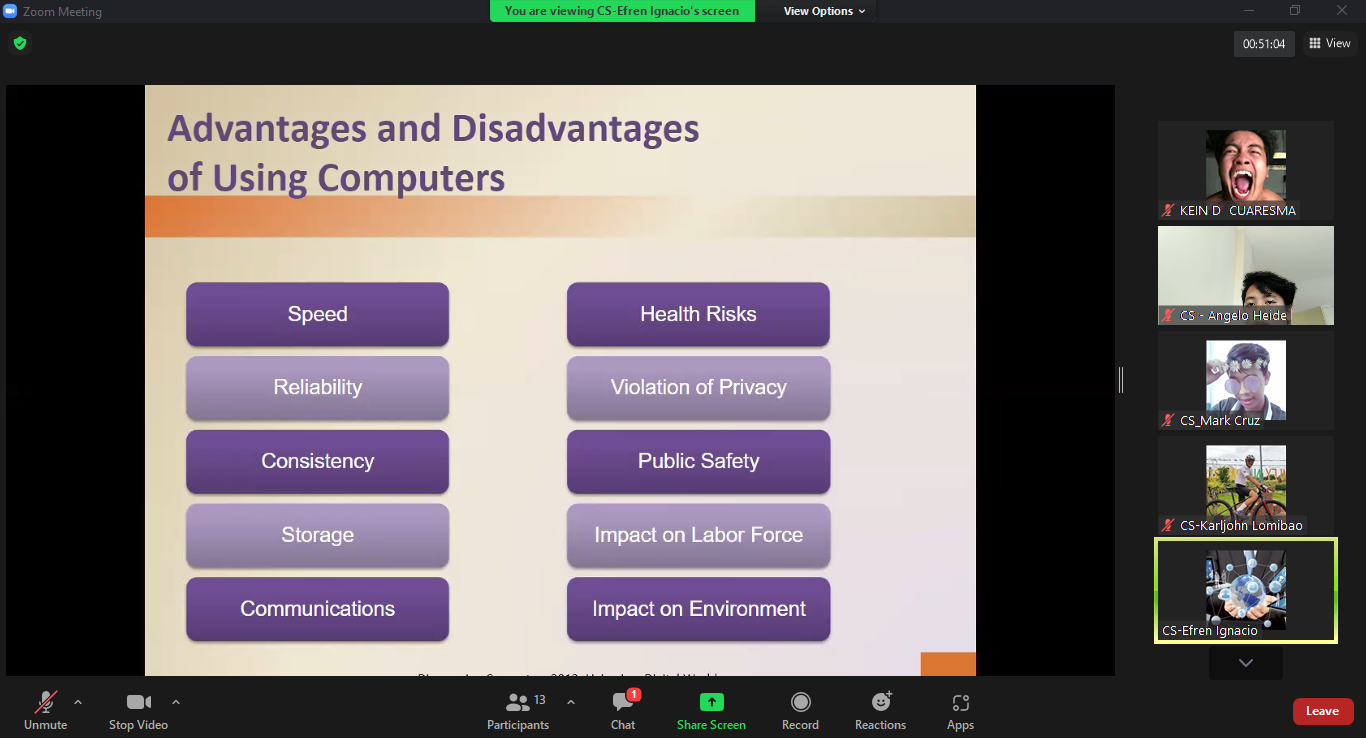 Zoom Meeting
You are viewing CS-Efren Ignacio's screen
View Options
00:51:04
View
Advantages and Disadvantages
of Using Computers
Speed
Health Risks
Reliability
Violation of Privacy
Consistency
Public Safety
Storage
Impact on Labor Force
Communications
Impact on Environment
KEIN D CUARESMA
CS - Angelo Heide
CS_Mark Cruz
CS-Karljohn Lomibao
CS-Efren Ignacio
Unmute
Stop Video
13
Participants
1
Chat
Share Screen
Record
Reactions
Apps
Leave